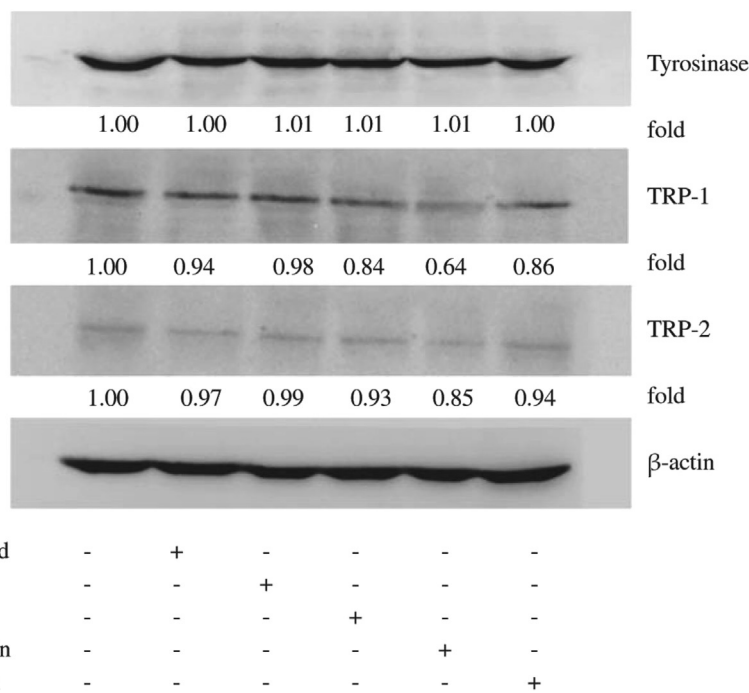 Tyrosinase
1.00 1.00 1.01 1.01 1.01 1.00 fold
TRP-1
1.00 0.94 0.98 0.84 0.64 0.86 fold
TRP-2
1.00 0.97 0.99 0.93 0.85 0.94 fold
β-actin
d - + - - - -
- - + - - -
- - - + - -
n - - - - + -
- - - - - +